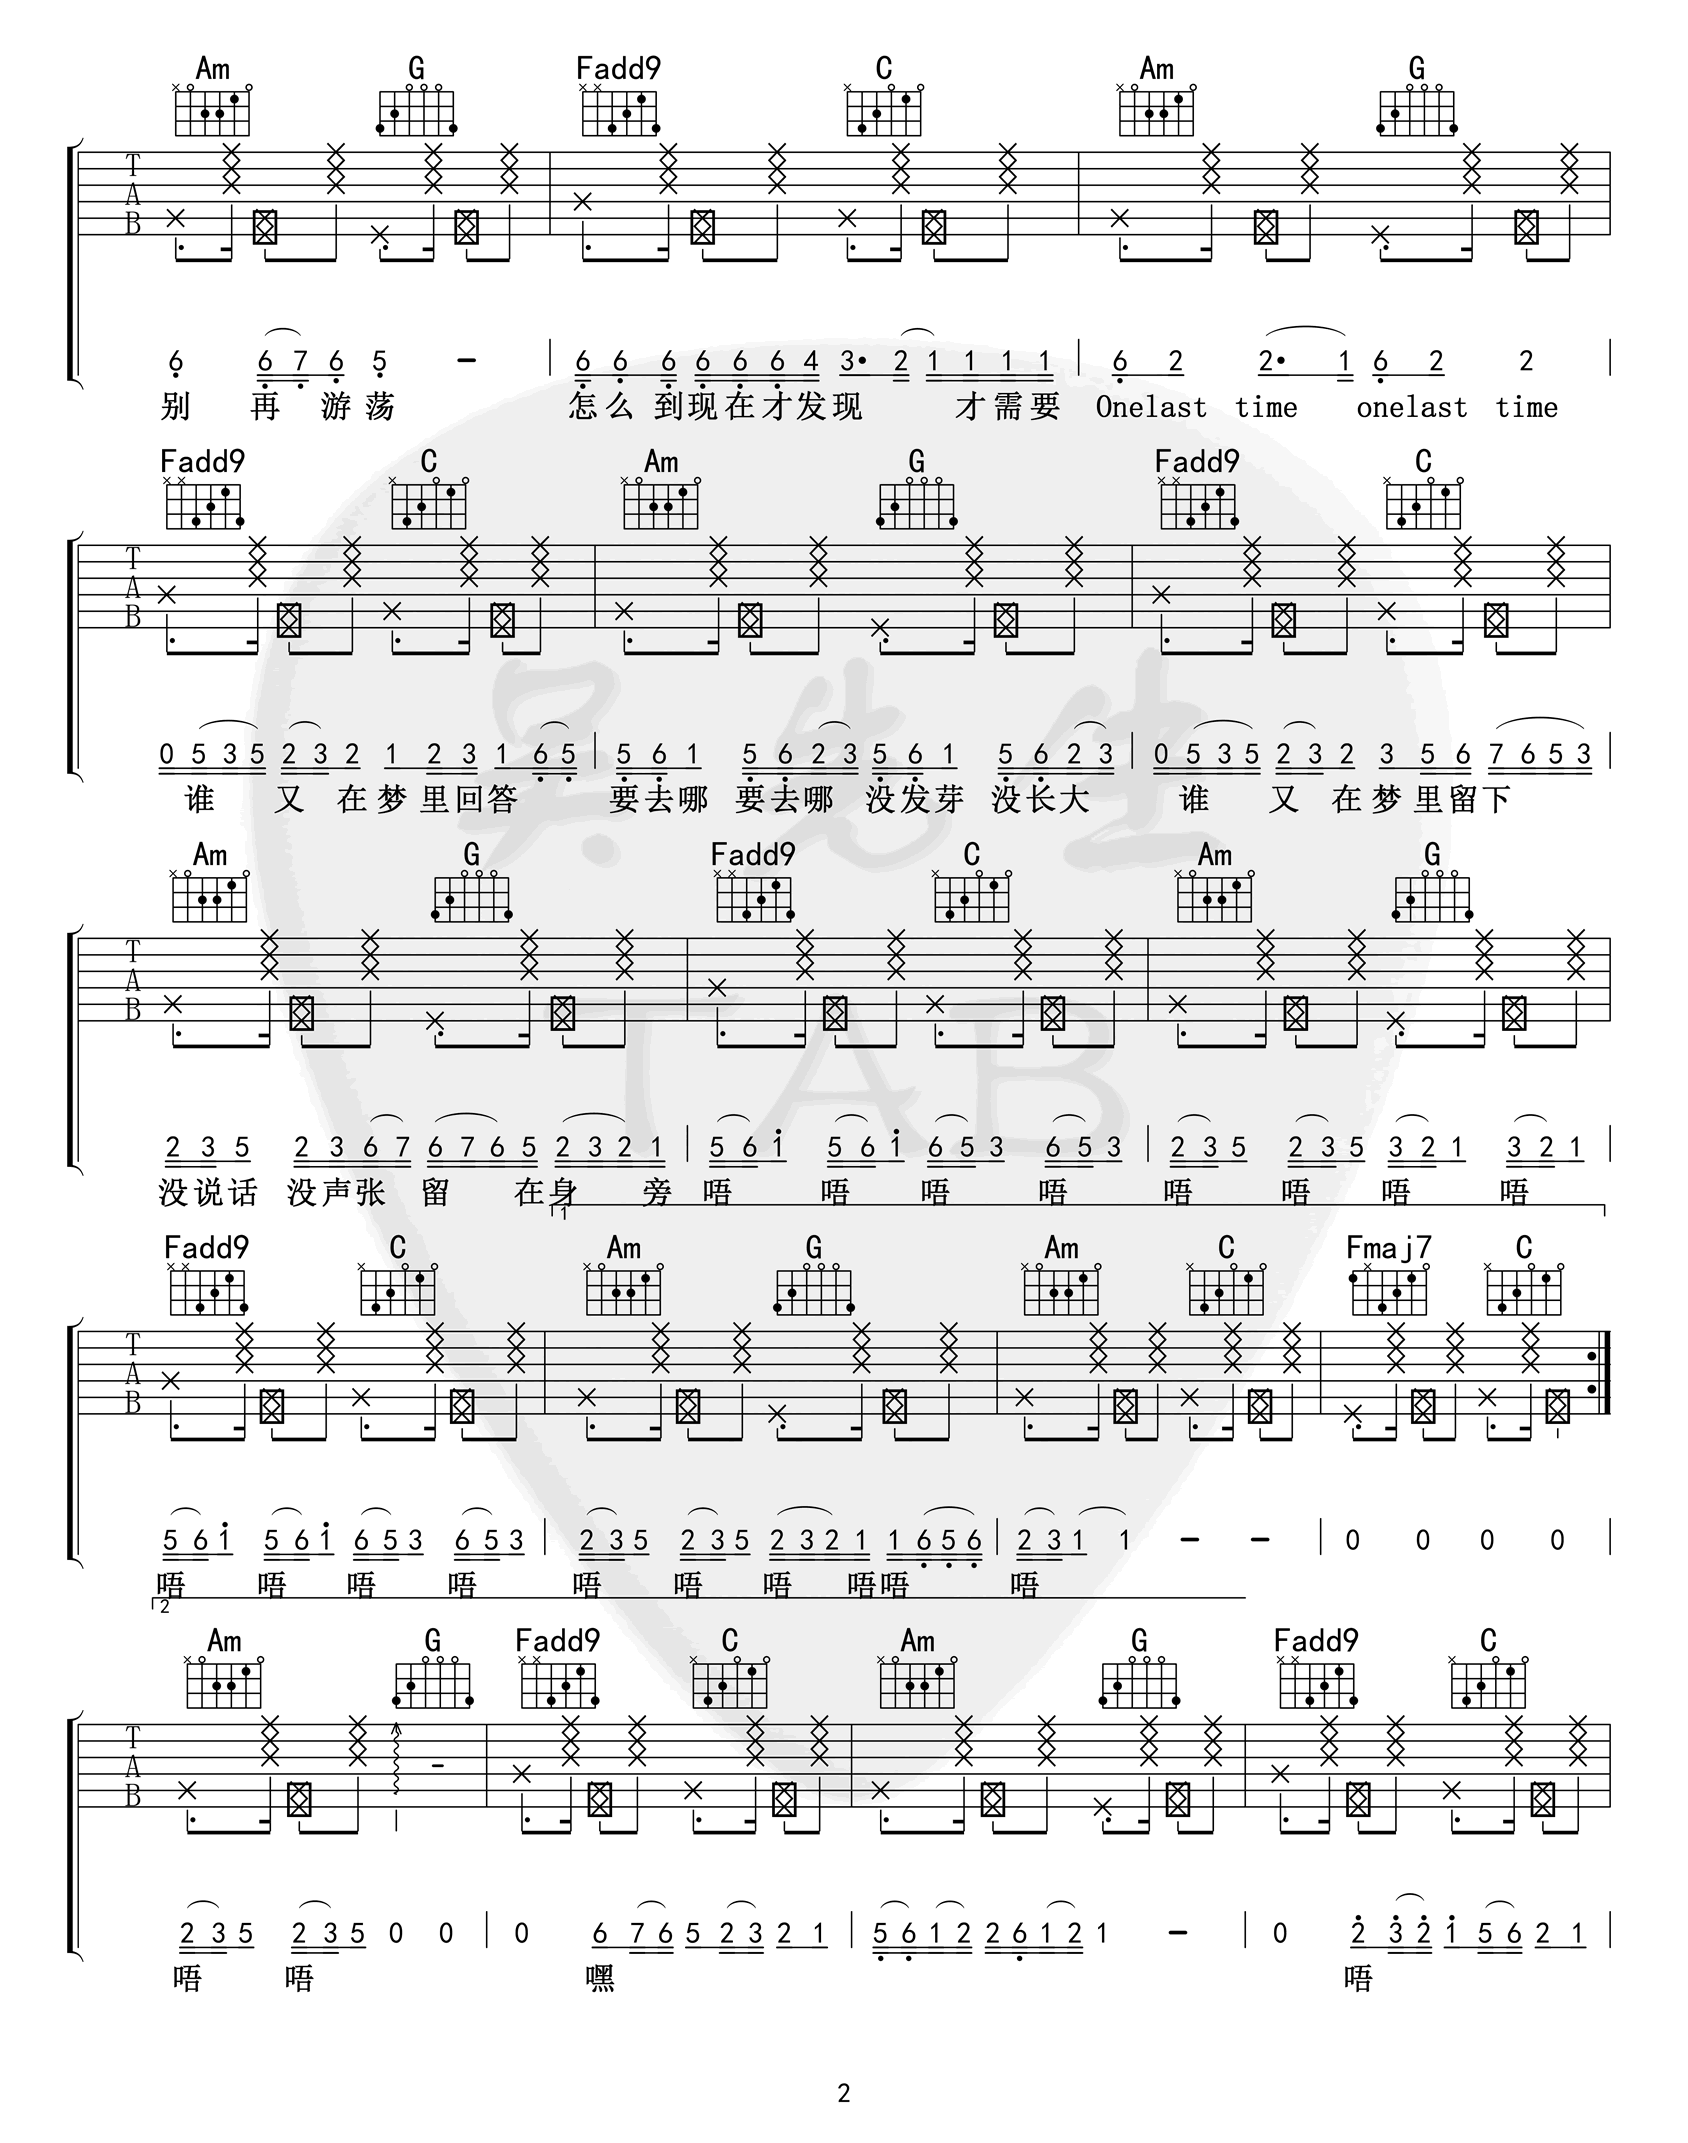 Am G Fadd9 C Am G
T
A
B
6 6 7 6 5 - 6 6 6 6 6 6 4 3· 2 1 1 1 1 6 2 2· 1 6 2 2
别 再 游 荡 怎 么 到 现 在 才 发 现 才 需 要 Onelast time onelast time
Fadd9 C Am G Fadd9 C
T
A
B
0 5 3 5 2 3 2 1 2 3 1 6 5 5 6 1 5 6 2 3 5 6 1 5 6 2 3 0 5 3 5 2 3 2 3 5 6 7 6 5 3
谁 又 在 梦 里 回 答 要 去 哪 要 去 哪 没 发 芽 没 长 大 谁 又 在 梦 里 留 下
吴先生
Am G Fadd9 C Am G
T
A
B
TAB
2 3 5 2 3 6 7 6 7 6 5 2 3 2 1 5 6 1 5 6 1 6 5 3 6 5 3 2 3 5 2 3 5 3 2 1 3 2 1
没 说 话 没 声 张 留 在 身 旁 唔 唔 唔 唔 唔 唔 唔 唔
1
Fadd9 C Am G Am C Fmaj7 C
T
A
B
5 6 1 5 6 1 6 5 3 6 5 3 2 3 5 2 3 5 2 3 2 1 1 6 5 6 2 3 1 1 - - 0 0 0 0
唔 唔 唔 唔 唔 唔 唔 唔 唔 唔
2
Am G Fadd9 C Am G Fadd9 C
T
A
B
2 3 5 2 3 5 0 0 0 6 7 6 5 2 3 2 1 5 6 1 2 2 6 1 2 1 - 0 2 3 2 1 5 6 2 1
唔 唔 嘿 唔
2